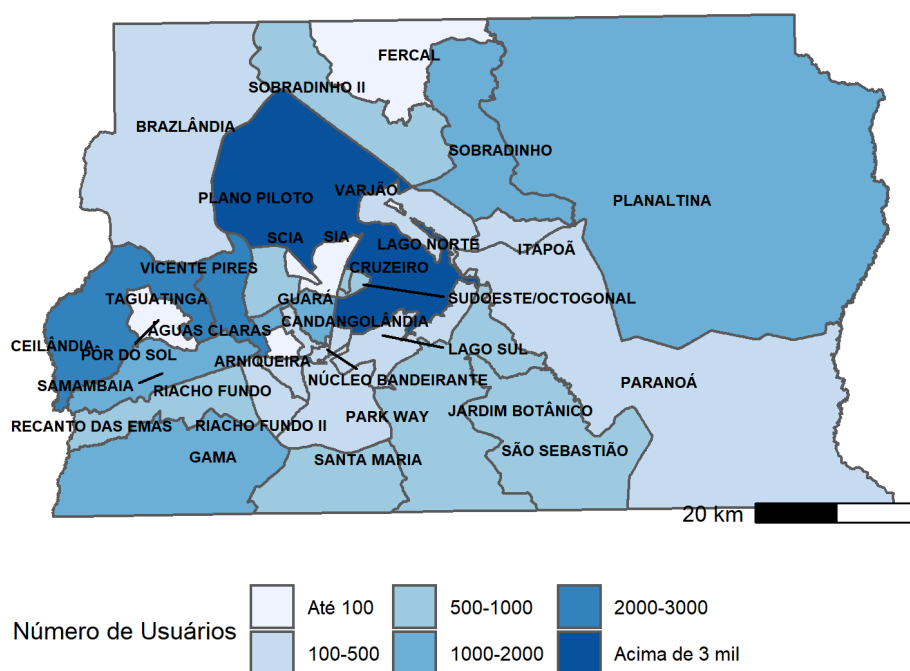 FERCAL
SOBRADINHO II
BRAZLÂNDIA
SOBRADINHO
VARJÃO
PLANO PILOTO
PLANALTINA
SCIA
SIA
LAGO NORTE
ITAPOÃ
VICENTE PIRES
CRUZEIRO
TAGUATINGA
GUARÁ
SUDOESTE/OCTOGONAL
ÁGUAS CLARAS
CANDANGOLÂNDIA
CEILÂNDIA
PÔR DO SOL
ARNIQUEIRA
LAGO SUL
SAMAMBAIA
RIACHO FUNDO
NÚCLEO BANDEIRANTE
PARANOÁ
RECANTO DAS EMAS
RIACHO FUNDO II
PARK WAY
JARDIM BOTÂNICO
GAMA
SANTA MARIA
SÃO SEBASTIÃO
20 km
Número de Usuários
Até 100
500-1000
2000-3000
100-500
1000-2000
Acima de 3 mil